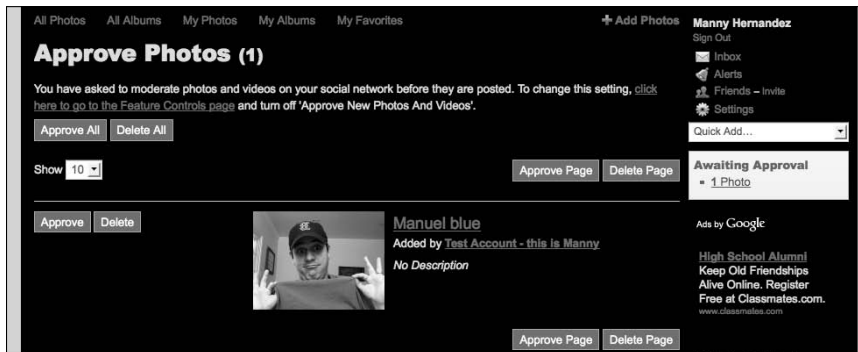 All Photos All Albums My Photos My Albums My Favorites + Add Photos
Approve Photos (1)
You have asked to moderate photos and videos on your social network before they are posted. To change this setting, click
here to go to the Feature Controls page and turn off 'Approve New Photos And Videos'.
Approve All Delete All
Show 10 Approve Page Delete Page
Approve Delete
Manuel blue
Added by Test Account - this is Manny
No Description
Approve Page Delete Page
Manny Hernandez
Sign Out
Inbox
Alerts
Friends – Invite
Settings
Quick Add...
Awaiting Approval
1 Photo
Ads by Google
High School Alumni
Keep Old Friendships
Alive Online. Register
Free at Classmates.com.
www.classmates.com